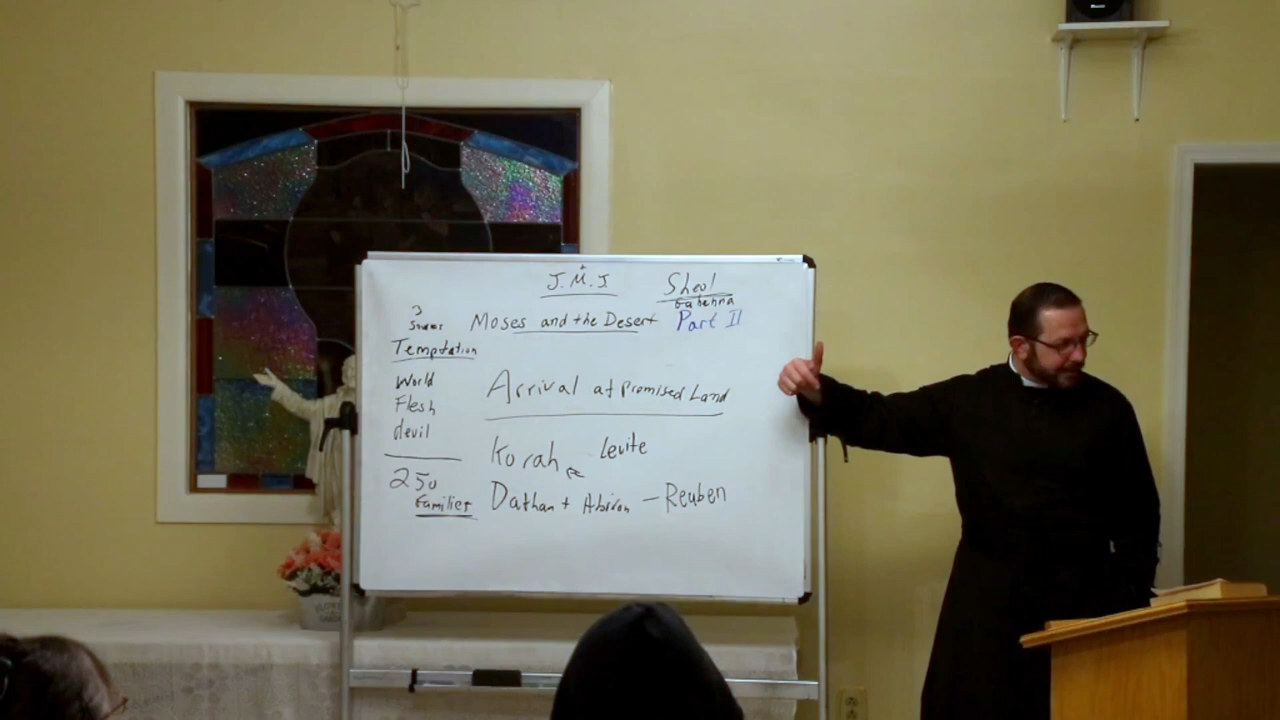 J.M.J.
Sheol
Gahenna
Moses and the Desert Part II
3
Temptation
World
Flesh
devil
250
families
Arrival at Promised Land
Korah Levite
Dathan + Abiron - Reuben